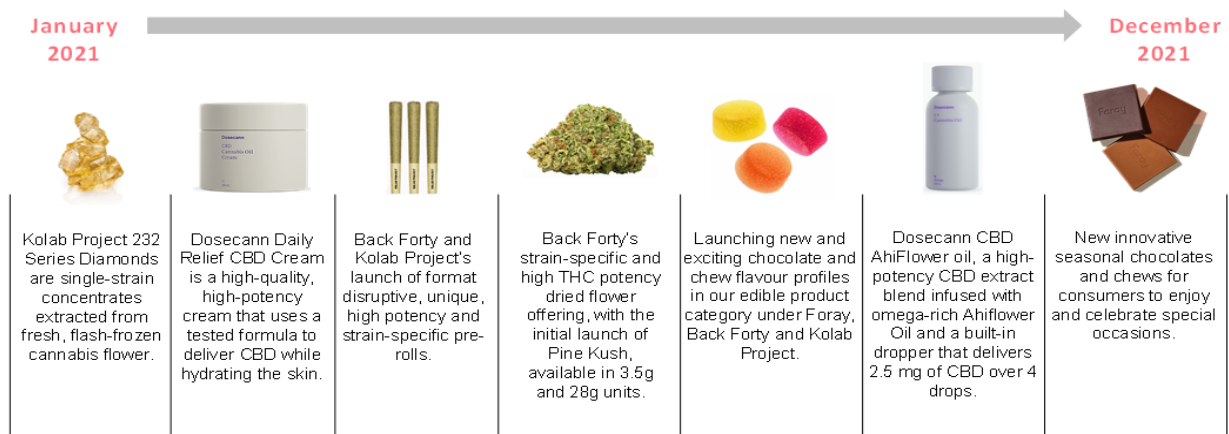 January
2021
December
2021
Dosecann
CBD
Cannabis Oil
Cream
Dosecann
Foray
Kolab Project 232
Series Diamonds
are single-strain
concentrates
extracted from
fresh, flash-frozen
cannabis flower.
Dosecann Daily
Relief CBD Cream
is a high-quality,
high-potency
cream that uses a
tested formula to
deliver CBD while
hydrating the skin.
Back Forty and
Kolab Project's
launch of format
disruptive, unique,
high potency and
strain-specific pre-
rolls.
Back Forty's
strain-specific and
high THC potency
dried flower
offering, with the
initial launch of
Pine Kush,
available in 3.5g
and 28g units.
Launching new and
exciting chocolate and
chew flavour profiles
in our edible product
category under Foray,
Back Forty and Kolab
Project.
Dosecann CBD
AhiFlower oil, a high-
potency CBD extract
blend infused with
omega-rich Ahiflower
Oil and a built-in
dropper that delivers
2.5 mg of CBD over 4
drops.
New innovative
seasonal chocolates
and chews for
consumers to enjoy
and celebrate special
occasions.